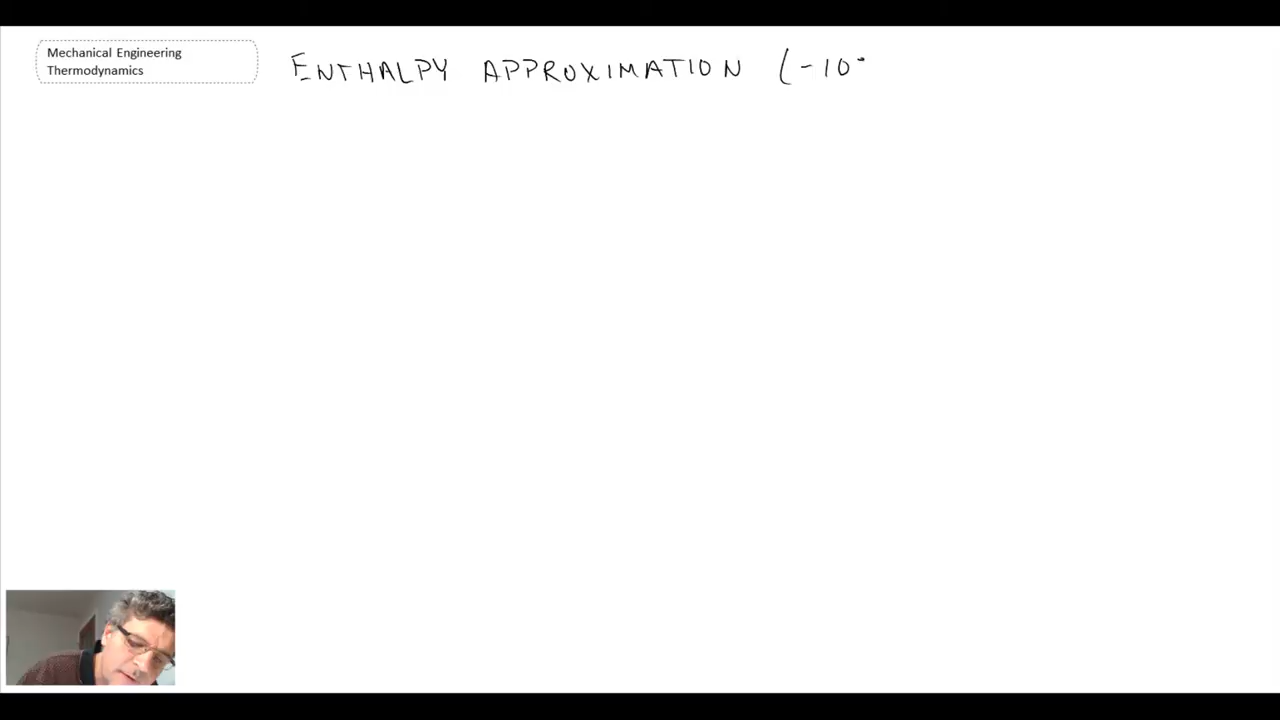 Mechanical Engineering
Thermodynamics
ENTHALPY APPROXIMATION (-10°